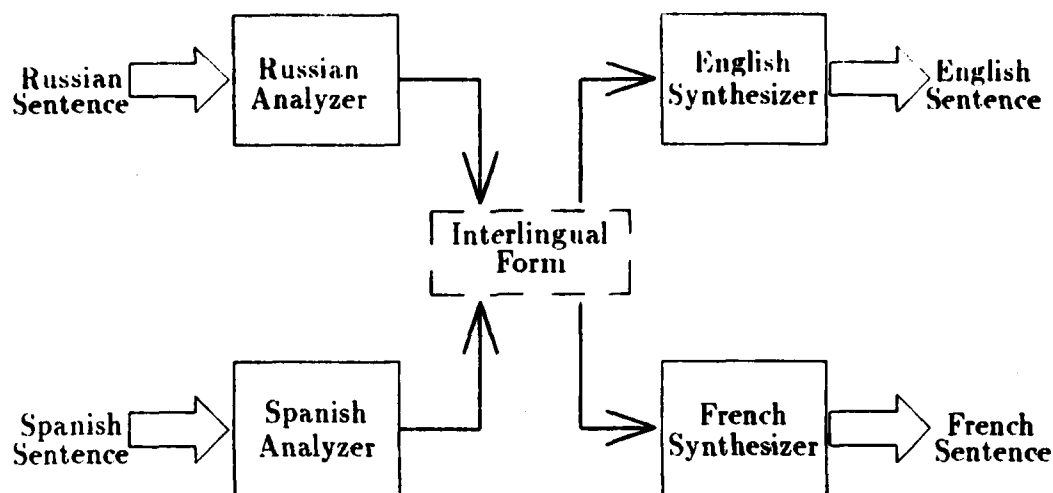 Russian
Sentence
Russian
Analyzer
English
Synthesizer
English
Sentence
Interlingual
Form
Spanish
Sentence
Spanish
Analyzer
French
Synthesizer
French
Sentence